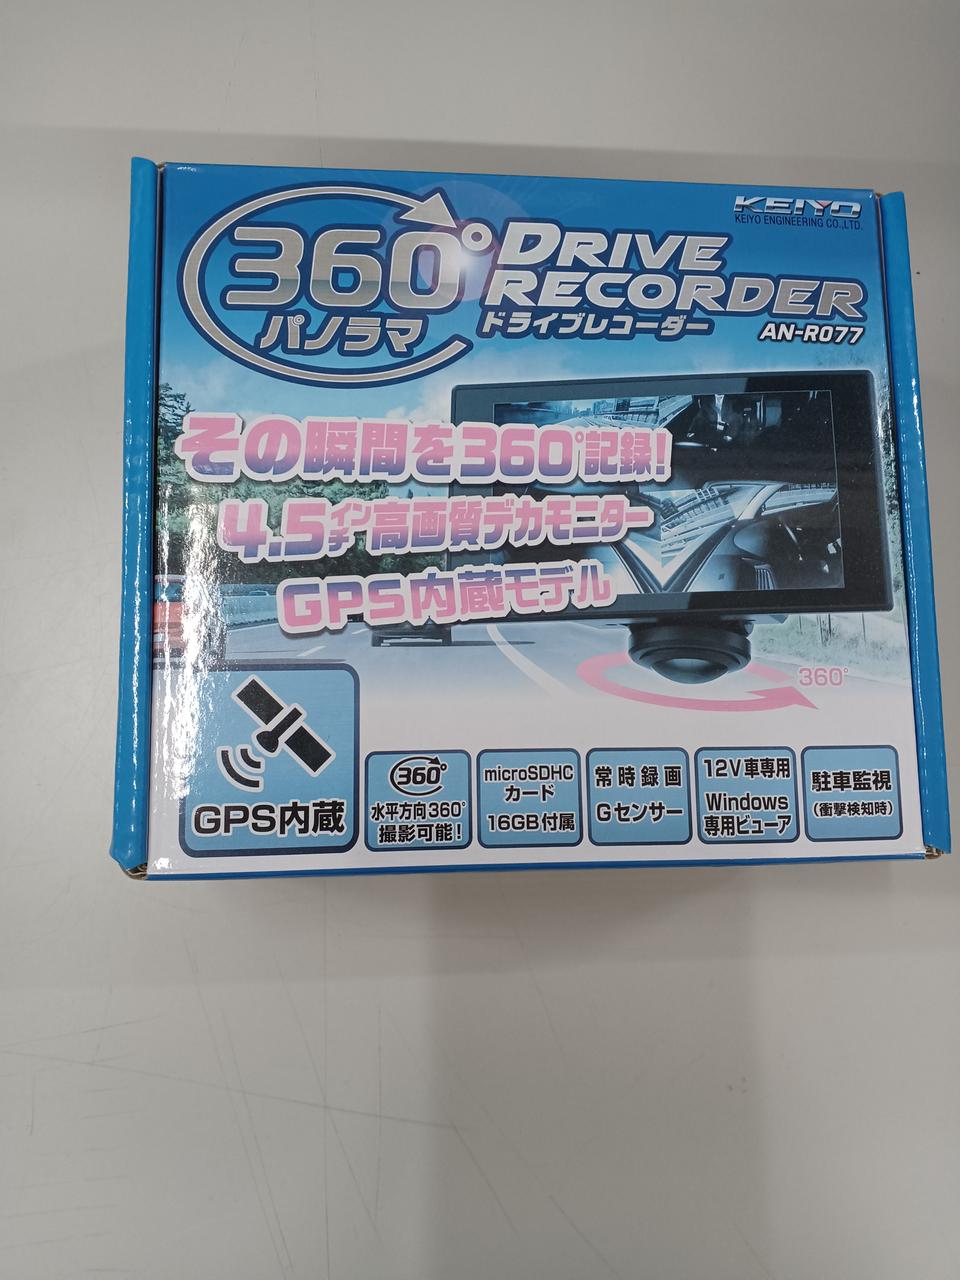 KEIYO
KEIYO ENGINEERING CO.,LTD.
360°
パノラマ
DRIVE
RECORDER
ドライブレコーダー
AN-R077
その瞬間を360°記録!
4.5インチ高画質デカモニター
GPS内蔵モデル
360°
GPS内蔵
360°
水平方向360°
撮影可能!
microSDHC
カード
16GB付属
常時録画
Gセンサー
12V車専用
Windows
専用ビューア
駐車監視
(衝撃検知時)